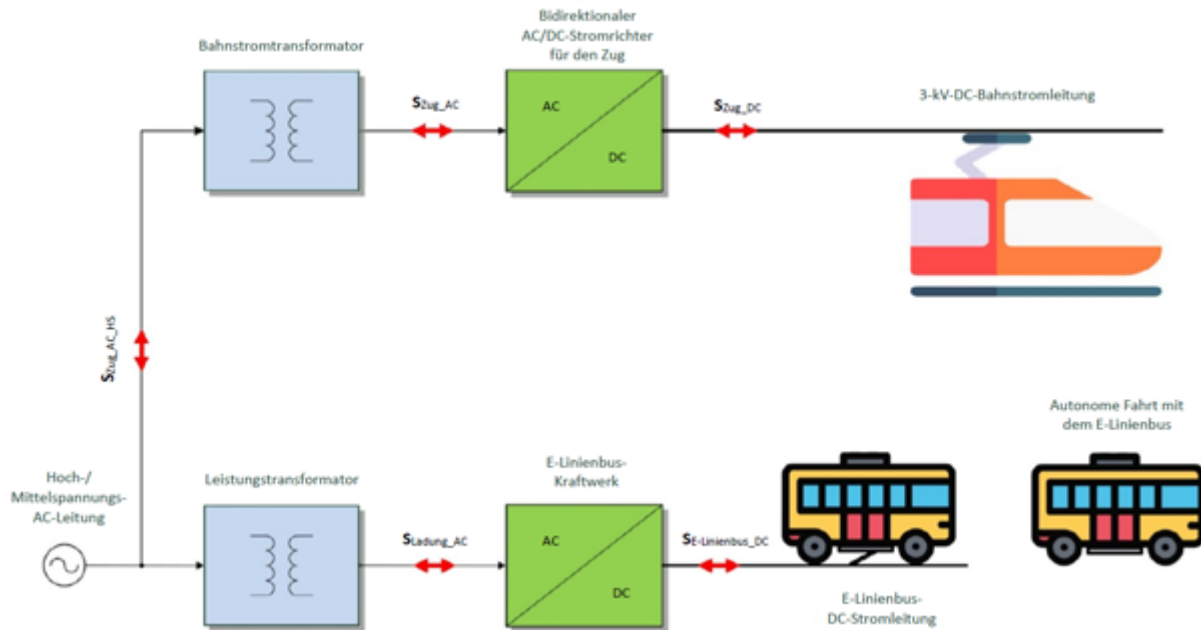 Bahnstromtransformator
Bidirektionaler
AC/DC-Stromrichter
für den Zug
AC
DC
SZug_AC
SZug_DC
3-kV-DC-Bahnstromleitung
SZug_AC_HS
Hoch-/
Mittelspannungs-
AC-Leitung
Leistungstransformator
SLadung_AC
E-Linienbus-
Kraftwerk
AC
DC
SE-Linienbus_DC
E-Linienbus-
DC-Stromleitung
Autonome Fahrt mit
dem E-Linienbus